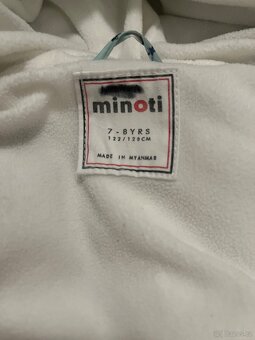 minoti
7 - 8YRS
122/128CM
MADE IN MYANMAR